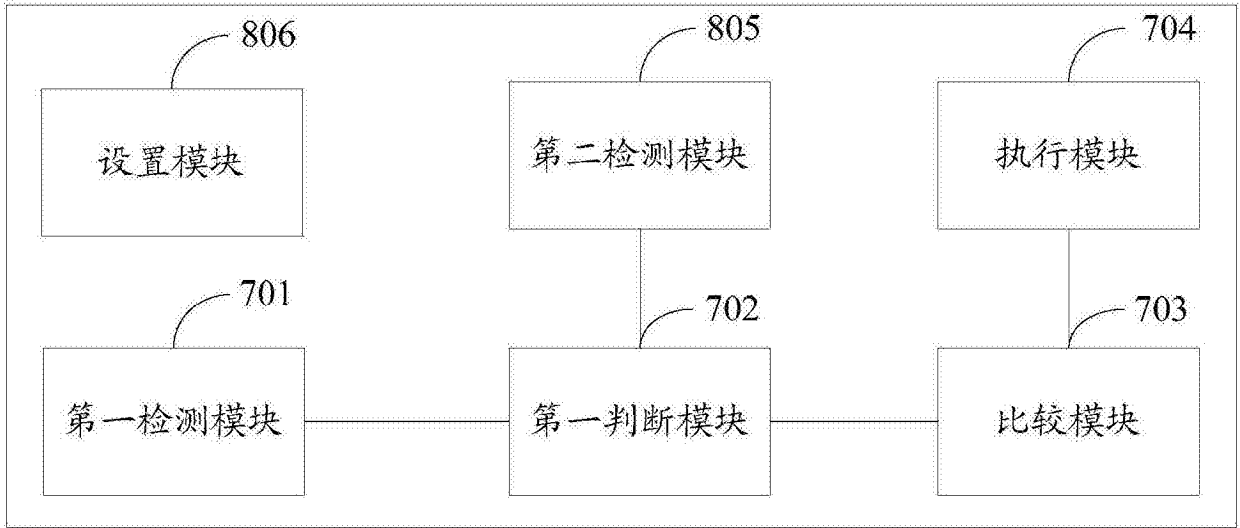 806
805
704
设置模块
第二检测模块
执行模块
701
702
703
第一检测模块
第一判断模块
比较模块